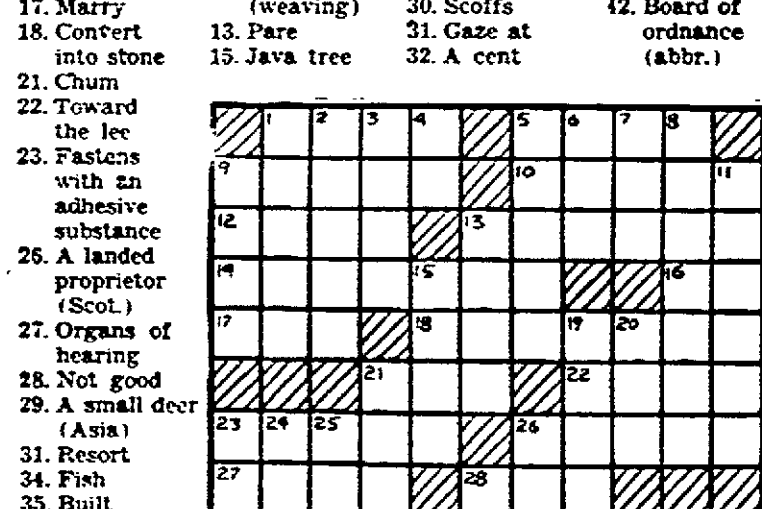 17. Marry
18. Convert
into stone
21. Chum
22. Toward
the lee
23. Fastens
with an
adhesive
substance
26. A landed
proprietor
(Scot.)
27. Organs of
hearing
28. Not good
29. A small deer
(Asia)
31. Resort
34. Fish
35. Built
(weaving)
13. Pare
15. Java tree
30. Scoffs
31. Gaze at
32. A cent
42. Board of
ordnance
(abbr.)
1 2 3 4 5 6 7 8
9 10 11
12 13
14 15 16
17 18 19 20
21 22
23 24 25 26
27 28